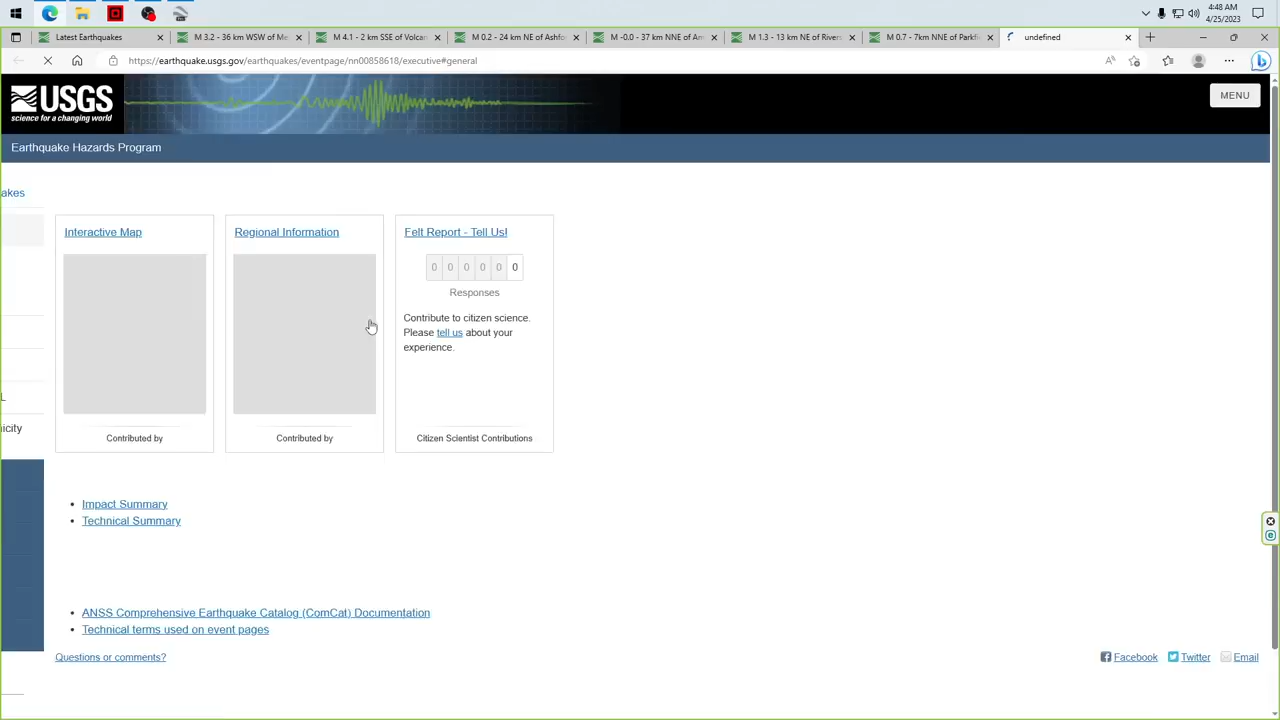 4:48 AM
4/25/2023
Latest Earthquakes
M 3.2 - 36 km WSW of Me
M 4.1 - 2 km SSE of Volcan
M 0.2 - 24 km NE of Ashfo
M -0.0 - 37 km NNE of Am
M 1.3 - 13 km NE of Rivers
M 0.7 - 7km NNE of Parkfi
undefined
https://earthquake.usgs.gov/earthquakes/eventpage/nn00858618/executive#general
USGS
science for a changing world
MENU
Earthquake Hazards Program
akes
Interactive Map
Regional Information
Felt Report - Tell Us!
0 0 0 0 0 0
Responses
Contribute to citizen science.
Please tell us about your
experience.
L
nicity
Contributed by
Contributed by
Citizen Scientist Contributions
• Impact Summary
• Technical Summary
• ANSS Comprehensive Earthquake Catalog (ComCat) Documentation
• Technical terms used on event pages
Questions or comments?
Facebook
Twitter
Email